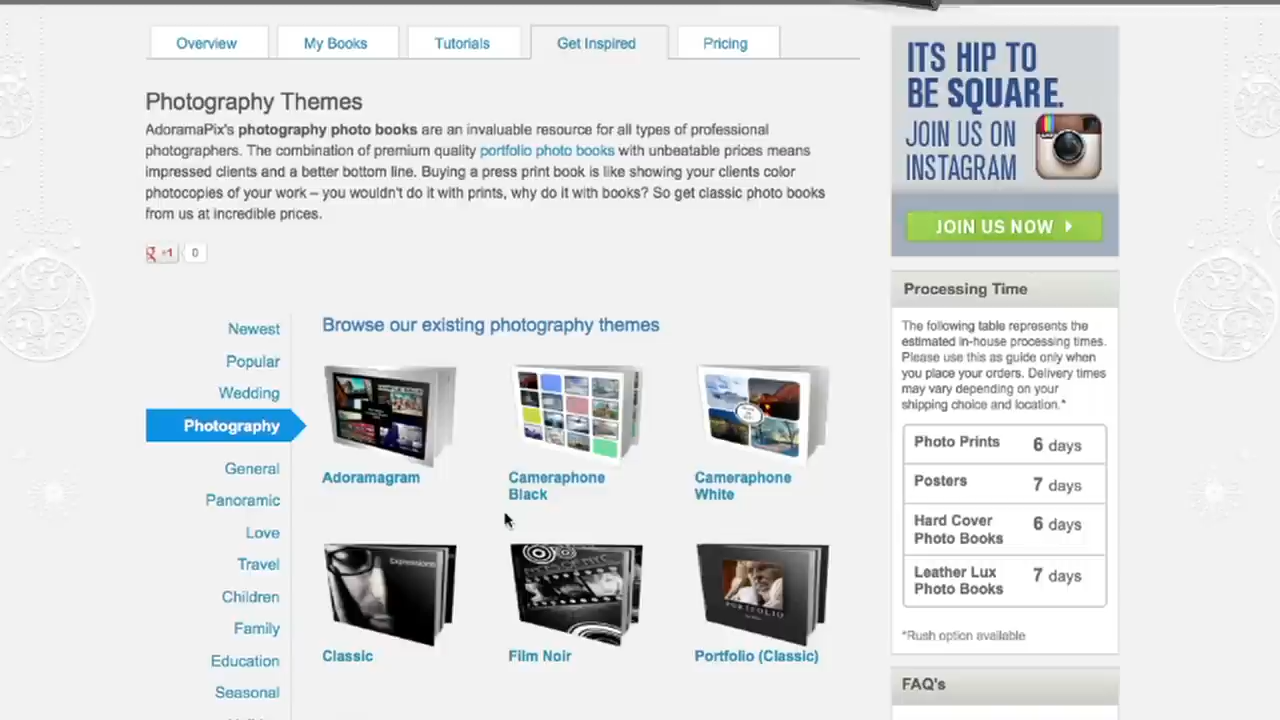 Overview
My Books
Tutorials
Get Inspired
Pricing
Photography Themes
AdoramaPix's photography photo books are an invaluable resource for all types of professional
photographers. The combination of premium quality portfolio photo books with unbeatable prices means
impressed clients and a better bottom line. Buying a press print book is like showing your clients color
photocopies of your work – you wouldn't do it with prints, why do it with books? So get classic photo books
from us at incredible prices.
+1
0
Newest
Popular
Wedding
Photography
General
Panoramic
Love
Travel
Children
Family
Education
Seasonal
Browse our existing photography themes
Adoramagram
Cameraphone
Black
Cameraphone
White
EXPRESSIONS
PORTFOLIO
Classic
Film Noir
Portfolio (Classic)
ITS HIP TO
BE SQUARE.
JOIN US ON
INSTAGRAM
JOIN US NOW
Processing Time
The following table represents the
estimated in-house processing times.
Please use this as guide only when
you place your orders. Delivery times
may vary depending on your
shipping choice and location.*
Photo Prints 6 days
Posters 7 days
Hard Cover
Photo Books 6 days
Leather Lux
Photo Books 7 days
*Rush option available
FAQ's